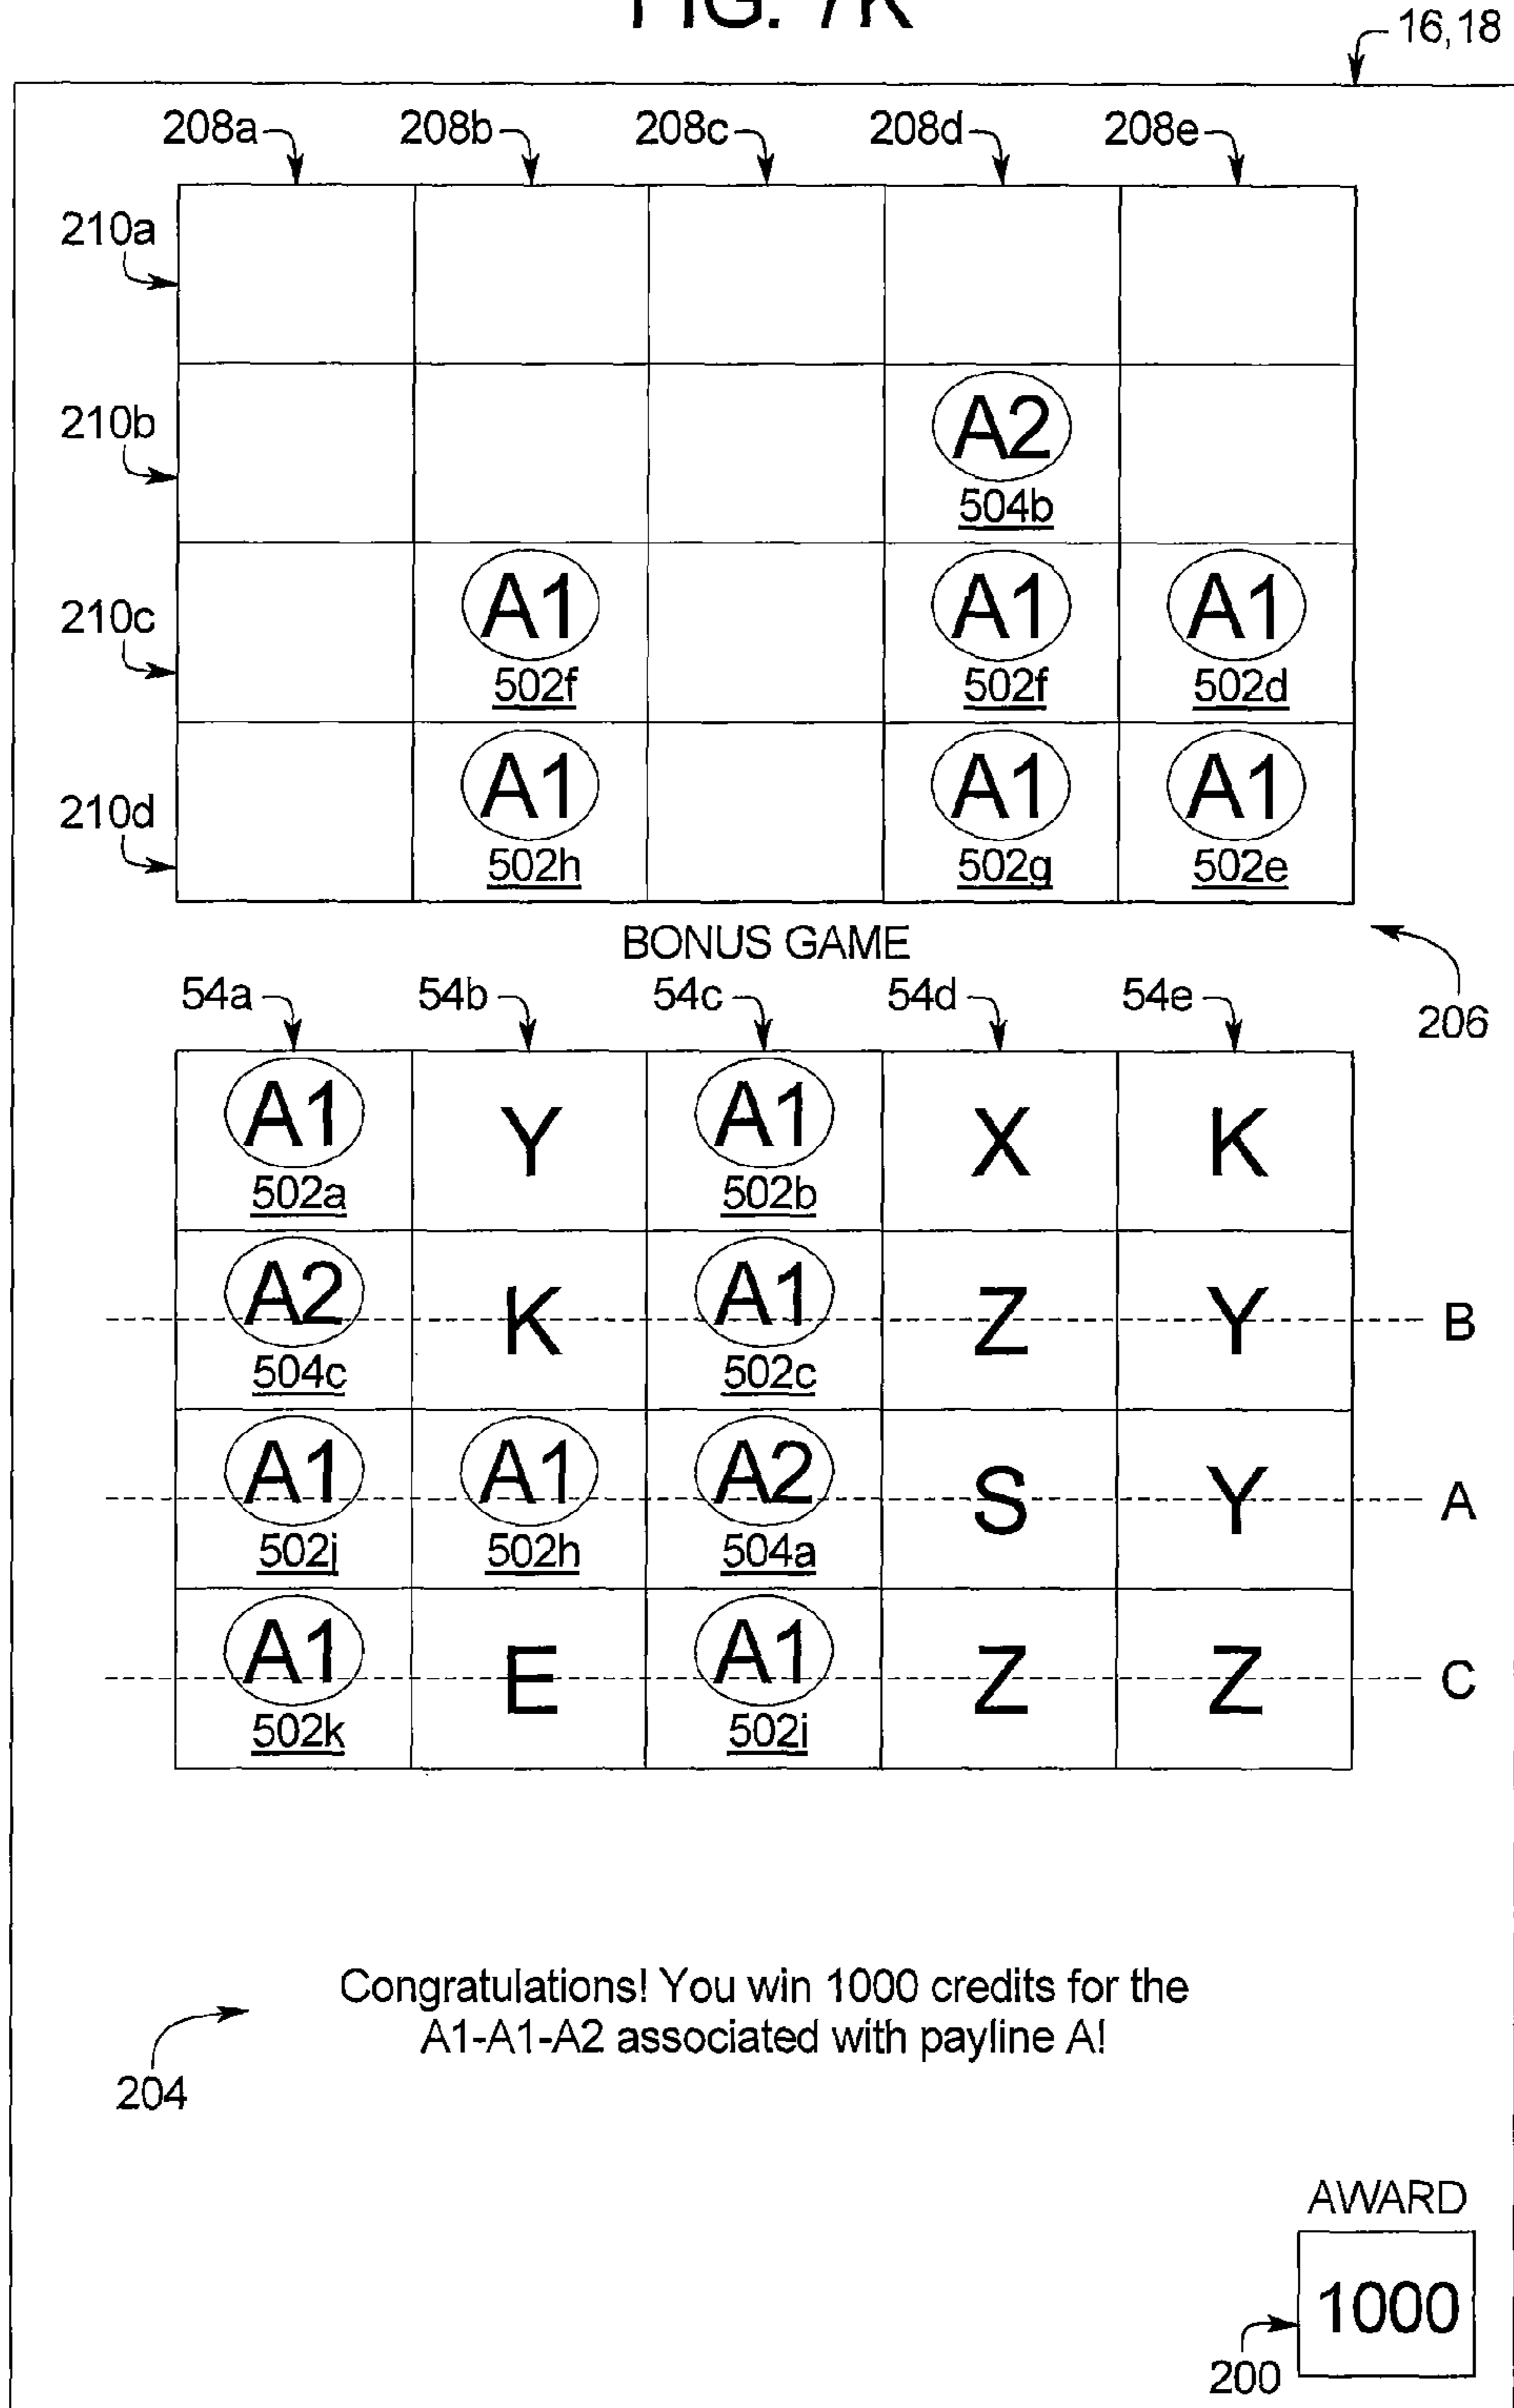 FIG. 7K
16,18
208a 208b 208c 208d 208e
210a
210b
A2
504b
210c
A1 A1 A1
502f 502f 502d
210d
A1 A1 A1
502h 502g 502e
BONUS GAME
206
54a 54b 54c 54d 54e
A1 Y A1 X K
502a 502b
A2 K A1 Z Y B
504c 502c
A1 A1 A2 S Y A
502j 502h 504a
A1 E A1 Z Z C
502k 502i
Congratulations! You win 1000 credits for the
A1-A1-A2 associated with payline A!
204
AWARD
1000
200